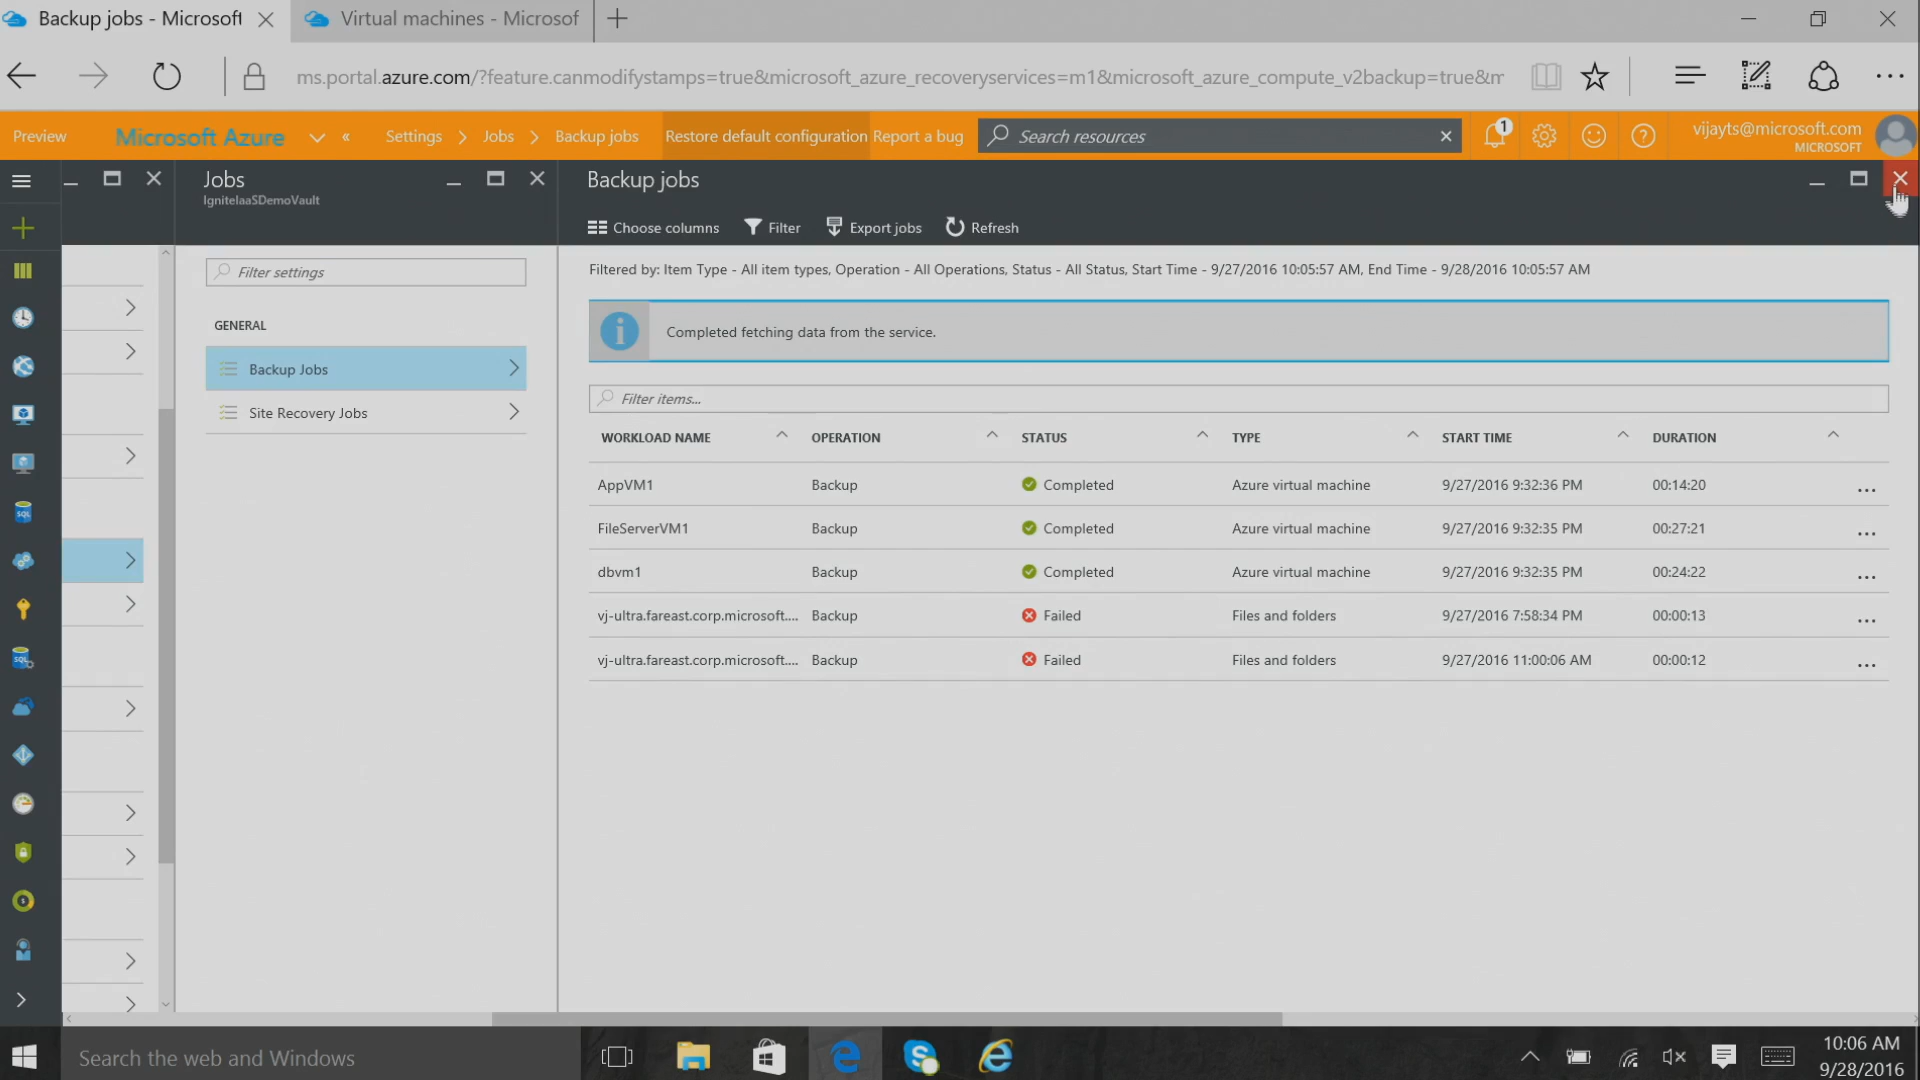 Backup jobs - Microsoft
Virtual machines - Microsof
ms.portal.azure.com/?feature.canmodifystamps=true&microsoft_azure_recoveryservices=m1&microsoft_azure_compute_v2backup=true&m
Preview
Microsoft Azure
«
Settings
Jobs
Backup jobs
Restore default configuration
Report a bug
Search resources
1
vijayts@microsoft.com
MICROSOFT
Jobs
IgniteIaaSDemoVault
Backup jobs
Choose columns
Filter
Export jobs
Refresh
Filter settings
GENERAL
Backup Jobs
Site Recovery Jobs
Filtered by: Item Type - All item types, Operation - All Operations, Status - All Status, Start Time - 9/27/2016 10:05:57 AM, End Time - 9/28/2016 10:05:57 AM
Completed fetching data from the service.
Filter items...
WORKLOAD NAME OPERATION STATUS TYPE START TIME DURATION
AppVM1 Backup Completed Azure virtual machine 9/27/2016 9:32:36 PM 00:14:20 ...
FileServerVM1 Backup Completed Azure virtual machine 9/27/2016 9:32:35 PM 00:27:21 ...
dbvm1 Backup Completed Azure virtual machine 9/27/2016 9:32:35 PM 00:24:22 ...
vj-ultra.fareast.corp.microsoft.... Backup Failed Files and folders 9/27/2016 7:58:34 PM 00:00:13 ...
vj-ultra.fareast.corp.microsoft.... Backup Failed Files and folders 9/27/2016 11:00:06 AM 00:00:12 ...
SQL
SQL
Search the web and Windows
10:06 AM
9/28/2016